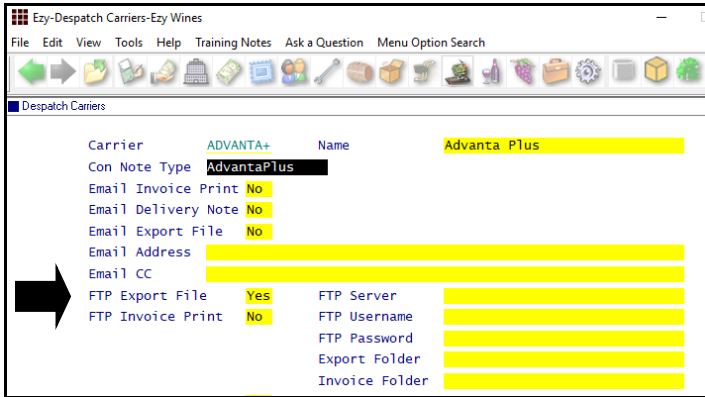 Ezy-Despatch Carriers-Ezy Wines
File Edit View Tools Help Training Notes Ask a Question Menu Option Search
Despatch Carriers
Carrier ADVANTA+ Name Advanta Plus
Con Note Type AdvantaPlus
Email Invoice Print No
Email Delivery Note No
Email Export File No
Email Address
Email CC
FTP Export File Yes FTP Server
FTP Invoice Print No FTP Username
FTP Password
Export Folder
Invoice Folder